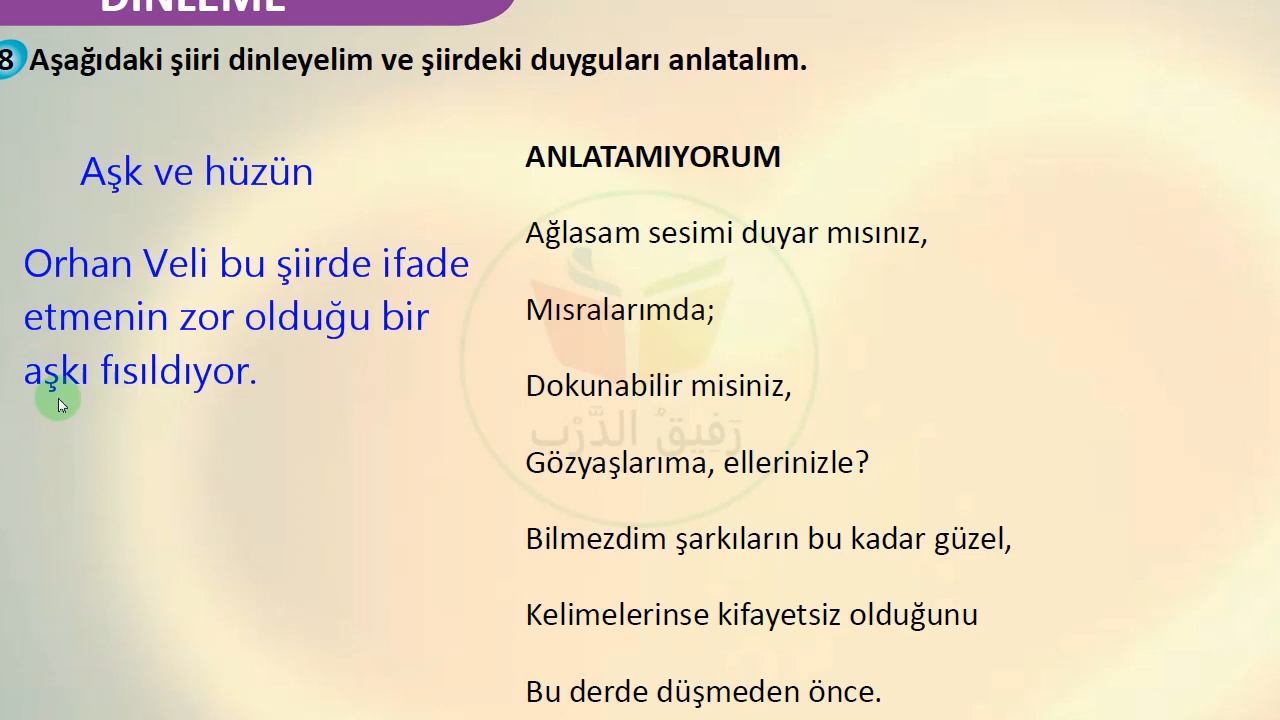 DİNLEME
8 Aşağıdaki şiiri dinleyelim ve şiirdeki duyguları anlatalım.
Aşk ve hüzün
Orhan Veli bu şiirde ifade
etmenin zor olduğu bir
aşkı fısıldıyor.
ANLATAMIYORUM
Ağlasam sesimi duyar mısınız,
Mısralarımda;
Dokunabilir misiniz,
Gözyaşlarıma, ellerinizle?
Bilmezdim şarkıların bu kadar güzel,
Kelimelerinse kifayetsiz olduğunu
Bu derde düşmeden önce.
رَفِيقُ الدَّرْب